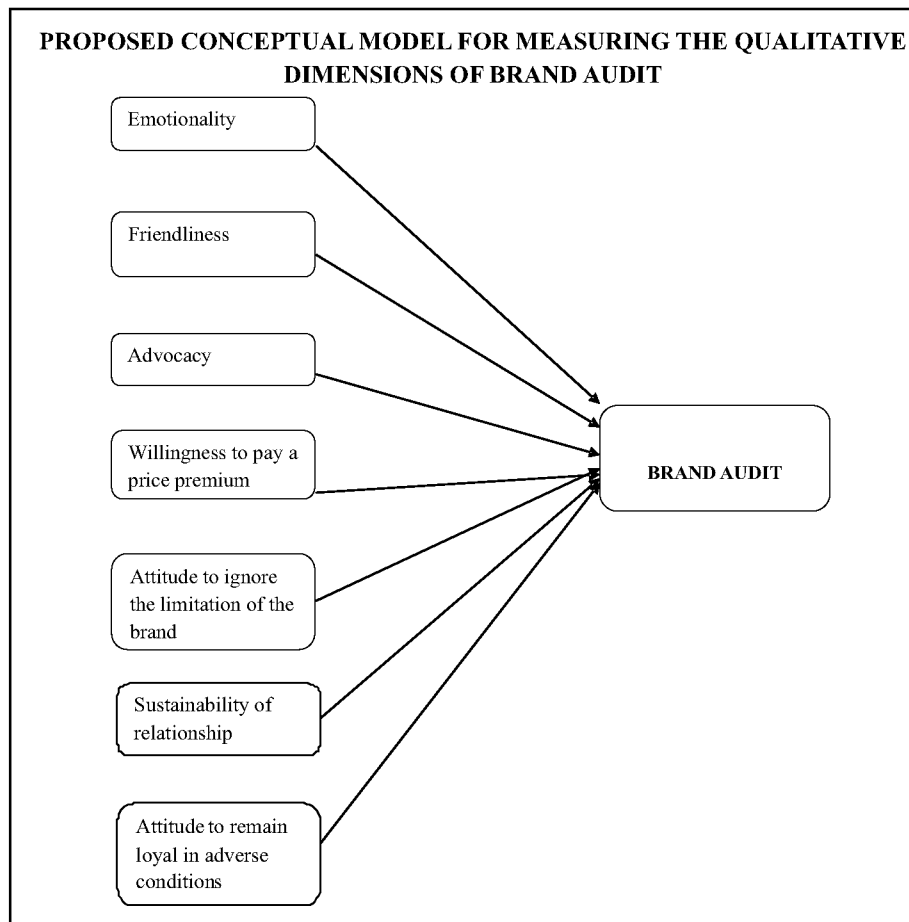 PROPOSED CONCEPTUAL MODEL FOR MEASURING THE QUALITATIVE
DIMENSIONS OF BRAND AUDIT
Emotionality
Friendliness
Advocacy
Willingness to pay a
price premium
BRAND AUDIT
Attitude to ignore
the limitation of the
brand
Sustainability of
relationship
Attitude to remain
loyal in adverse
conditions